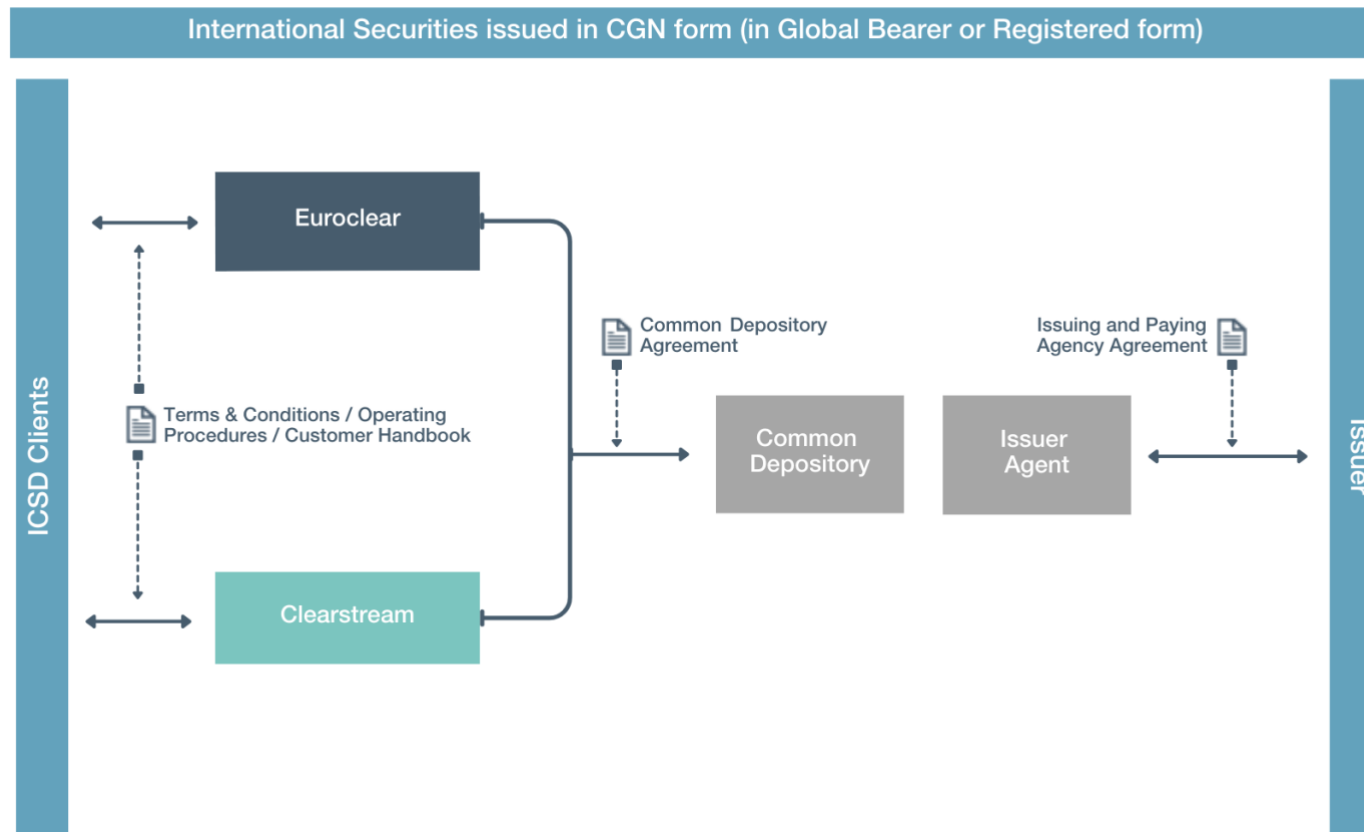 International Securities issued in CGN form (in Global Bearer or Registered form)
ICSD Clients
Euroclear
Common Depository
Agreement
Issuing and Paying
Agency Agreement
Terms & Conditions / Operating
Procedures / Customer Handbook
Common
Depository
Issuer
Agent
Issuer
Clearstream